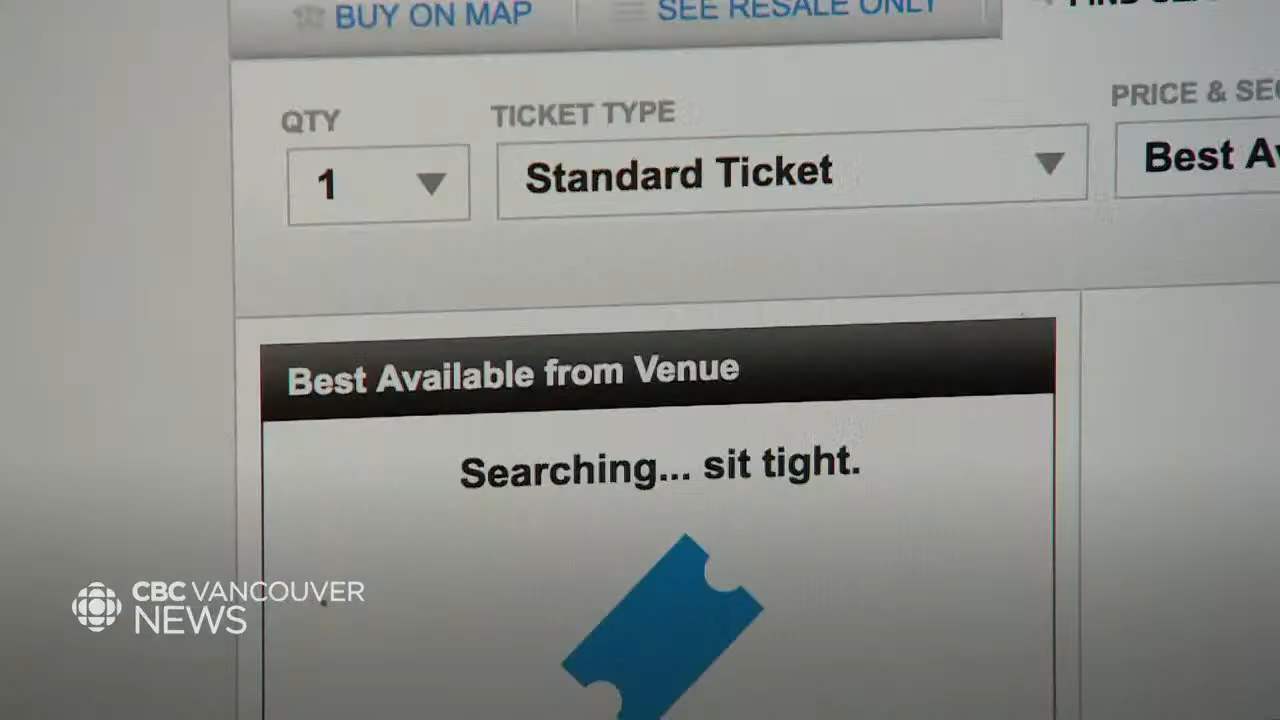 BUY ON MAP
SEE RESALE ONLY
QTY
TICKET TYPE
PRICE &
1
Standard Ticket
Best
Best Available from Venue
Searching... sit tight.
CBC VANCOUVER
NEWS